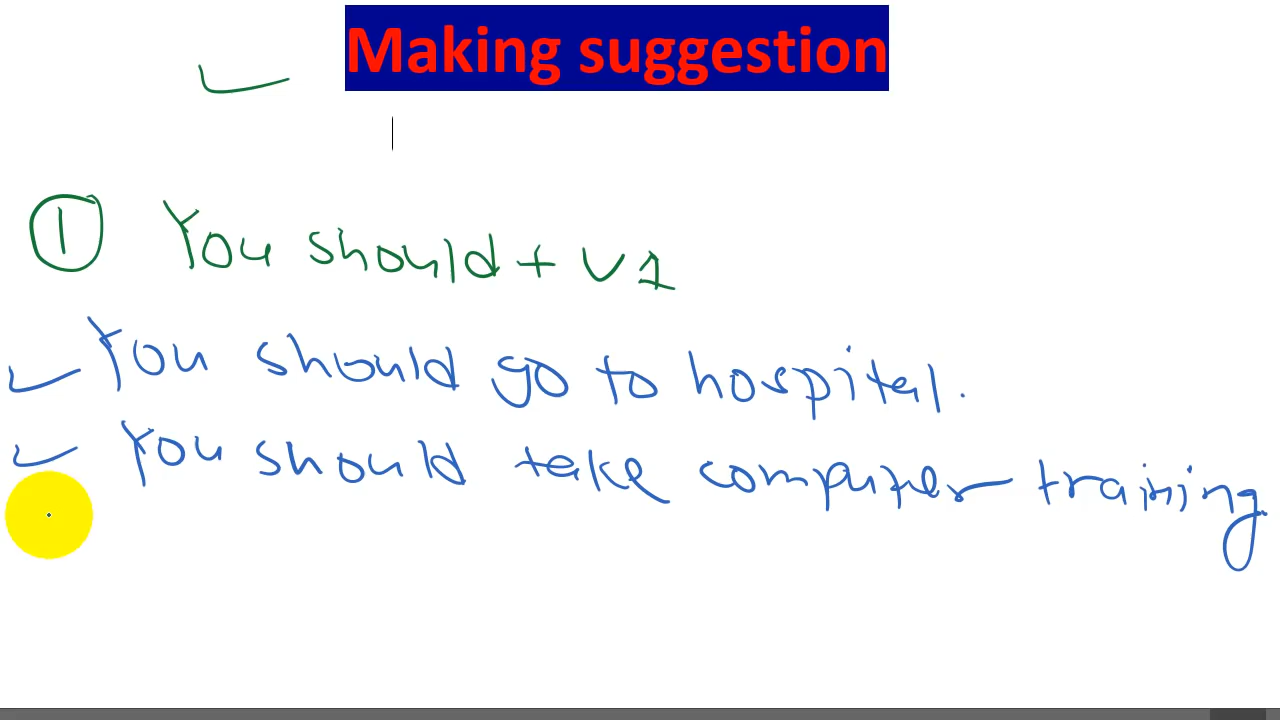 Making suggestion
1 You should + V1
You should go to hospital.
You should take computer training.